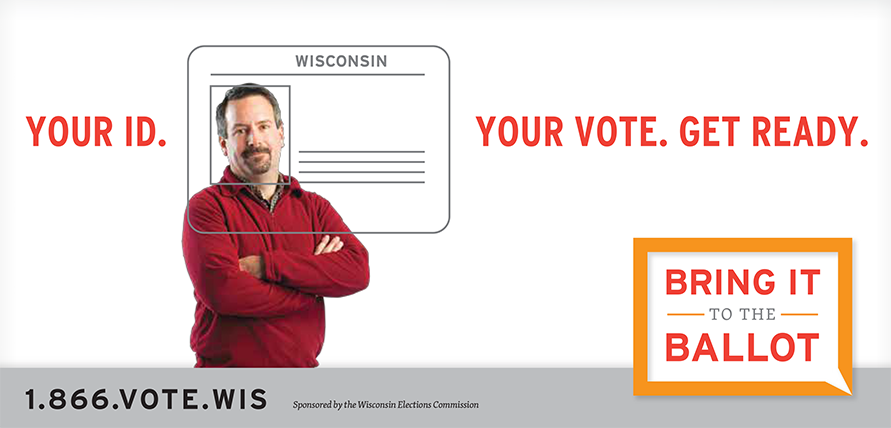 WISCONSIN
YOUR ID.
YOUR VOTE. GET READY.
BRING IT
TO THE
BALLOT
1.866.VOTE.WIS
Sponsored by the Wisconsin Elections Commission